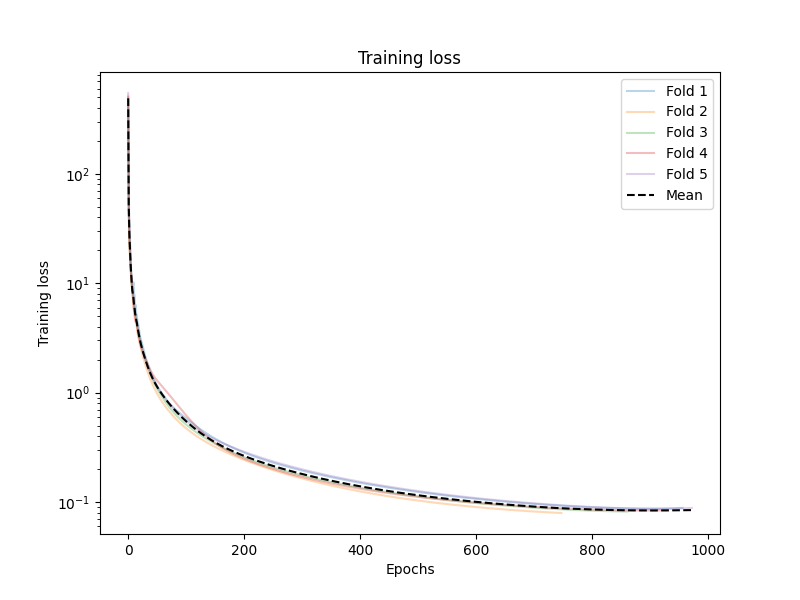 Training loss
Fold 1
Fold 2
Fold 3
Fold 4
Fold 5
Mean
Training loss
10²
10¹
10⁰
10⁻¹
0 200 400 600 800 1000
Epochs